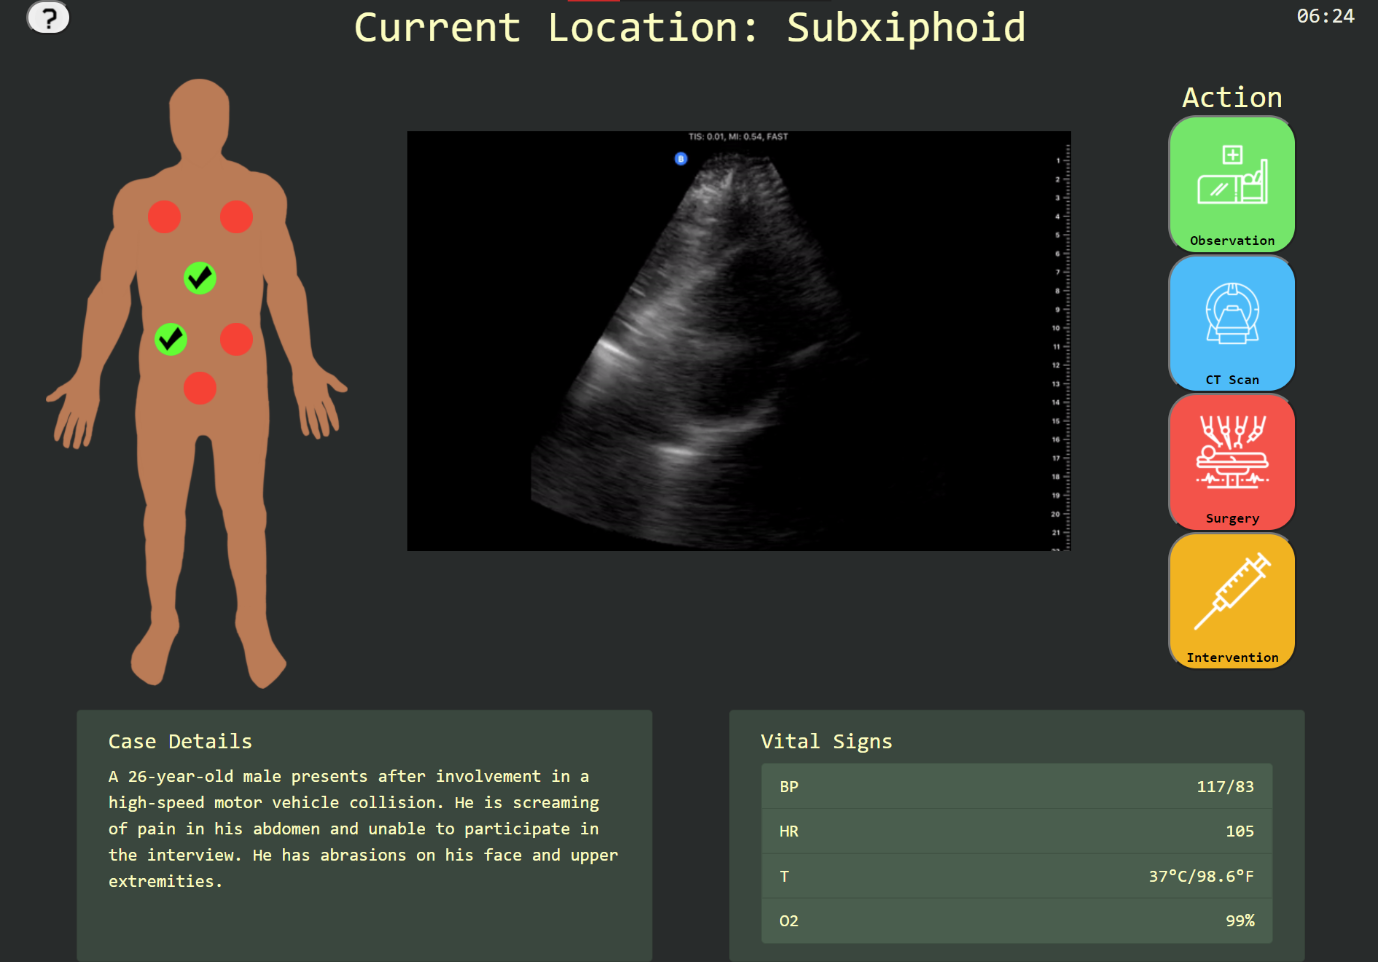 ?
Current Location: Subxiphoid
06:24
Action
TIS: 0.01, MI: 0.54, FAST
B
1
2
3
4
5
6
7
8
9
10
11
12
13
14
15
16
17
18
19
20
21
Observation
CT Scan
Surgery
Intervention
Case Details
A 26-year-old male presents after involvement in a
high-speed motor vehicle collision. He is screaming
of pain in his abdomen and unable to participate in
the interview. He has abrasions on his face and upper
extremities.
Vital Signs
BP 117/83
HR 105
T 37°C/98.6°F
O2 99%